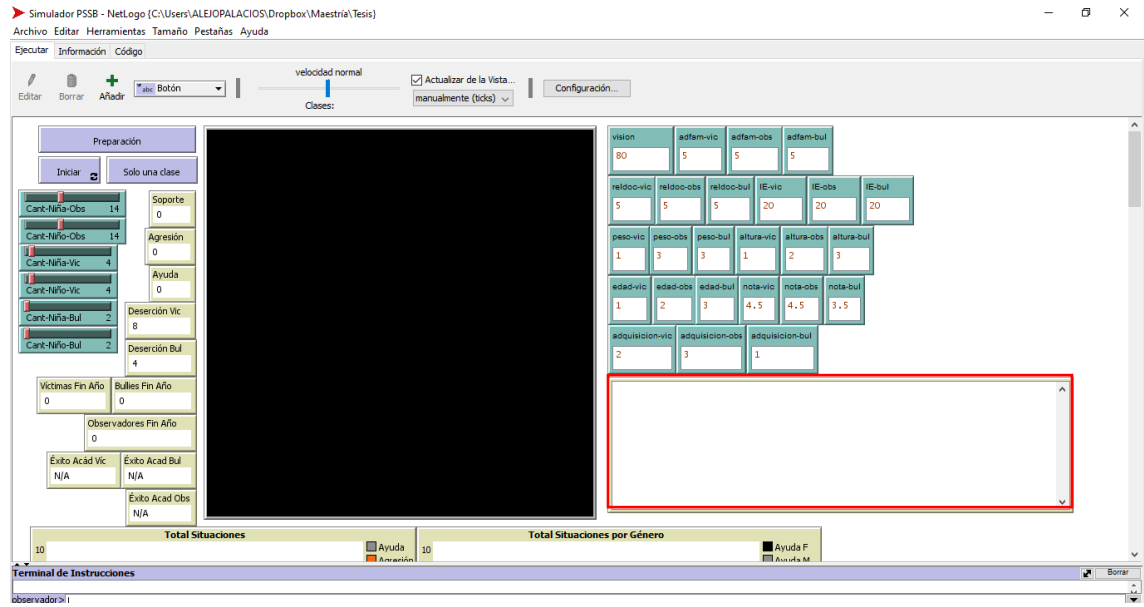 Simulador PSSB - NetLogo {C:\Users\ALEJOPALACIOS\Dropbox\Maestría\Tesis}
Archivo Editar Herramientas Tamaño Pestañas Ayuda
Ejecutar Información Código
Editar Borrar Añadir abc Botón velocidad normal Clases: Actualizar de la Vista... manualmente (ticks) Configuración...
Preparación
Iniciar Solo una clase
Cant-Niña-Obs 14
Cant-Niño-Obs 14
Cant-Niña-Vic 4
Cant-Niño-Vic 4
Cant-Niña-Bul 2
Cant-Niño-Bul 2
Soporte
0
Agresión
0
Ayuda
0
Deserción Vic
8
Deserción Bul
4
Víctimas Fin Año Bullies Fin Año
0 0
Observadores Fin Año
0
Éxito Acád Vic Éxito Acad Bul
N/A N/A
Éxito Acad Obs
N/A
vision adfam-vic adfam-obs adfam-bul
80 5 5 5
reldoc-vic reldoc-obs reldoc-bul IE-vic IE-obs IE-bul
5 5 5 20 20 20
peso-vic peso-obs peso-bul altura-vic altura-obs altura-bul
1 3 3 1 2 3
edad-vic edad-obs edad-bul nota-vic nota-obs nota-bul
1 2 3 4.5 4.5 3.5
adquisicion-vic adquisicion-obs adquisicion-bul
2 3 1
Total Situaciones
10
Ayuda
Agresión
Total Situaciones por Género
10
Ayuda F
Ayuda M
Terminal de Instrucciones Borrar
observador>